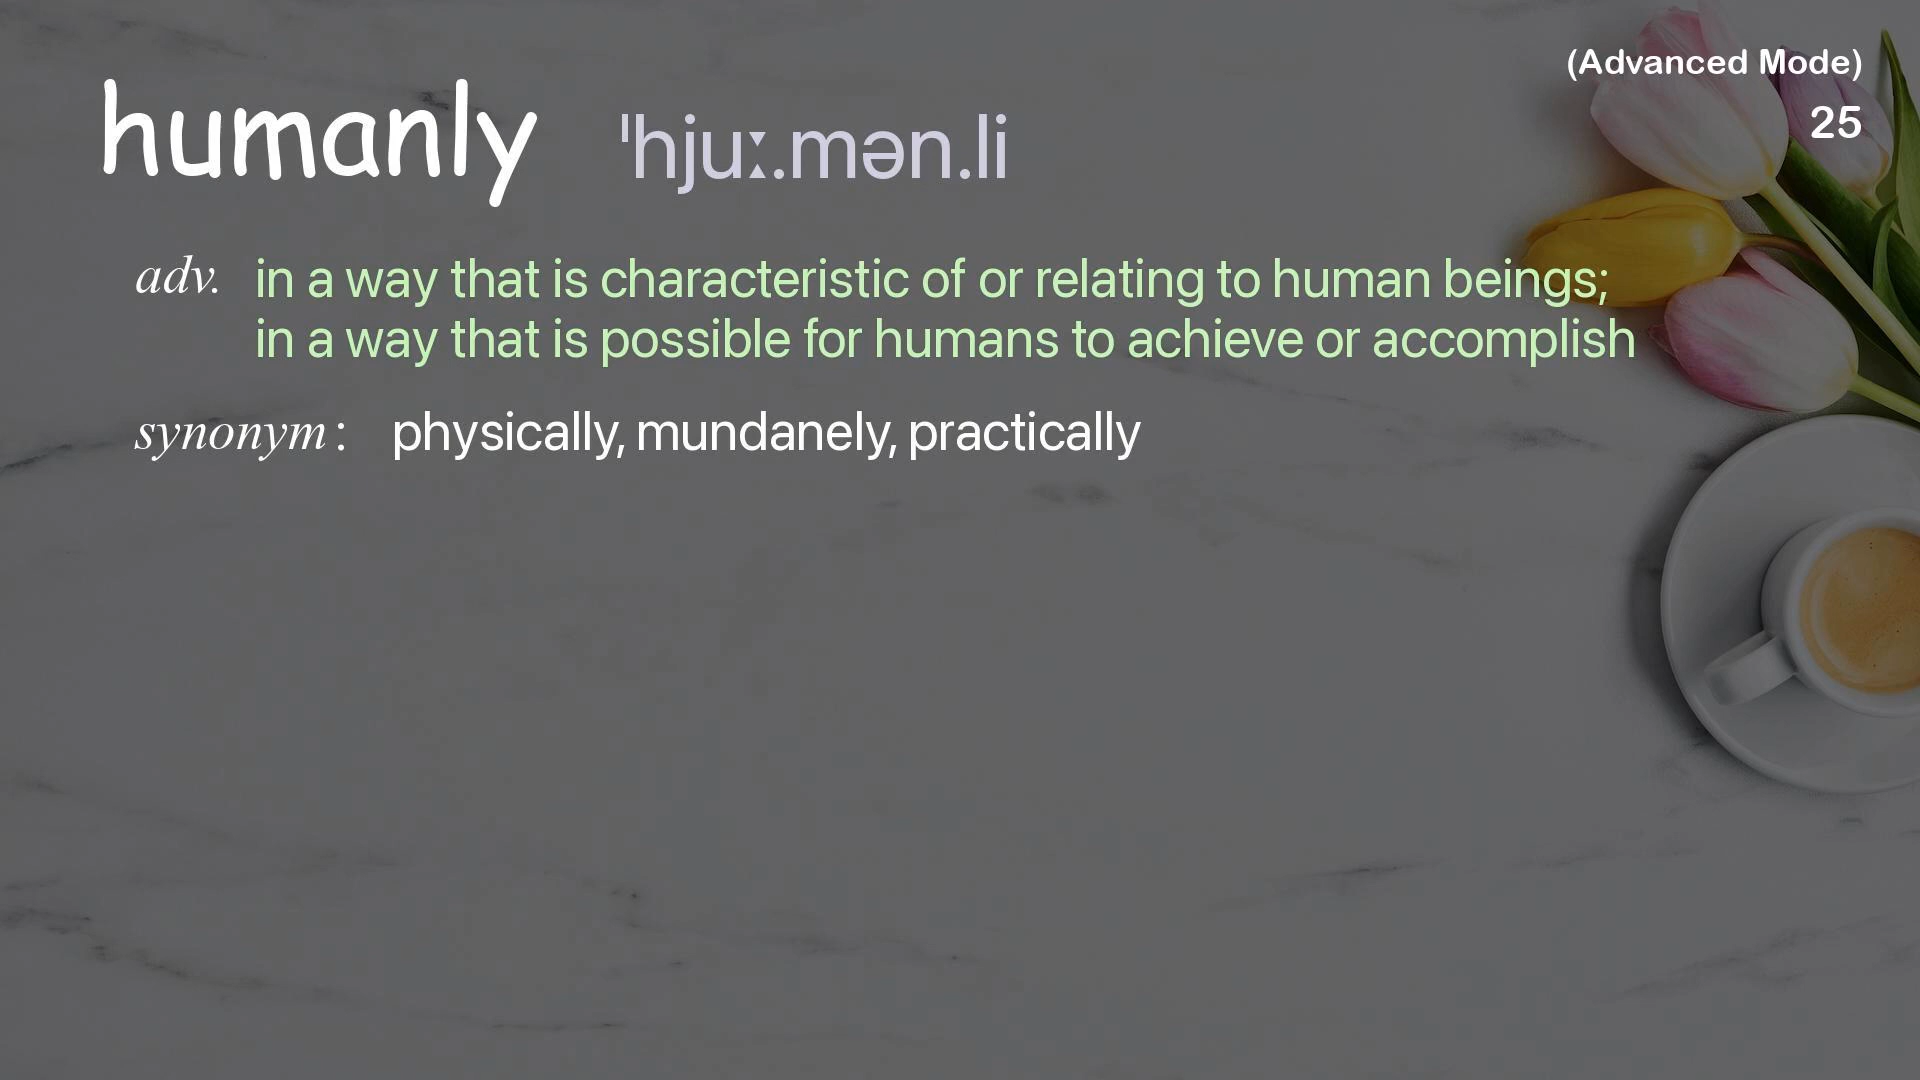 (Advanced Mode)
25
humanly ˈhjuː.mən.li
adv. in a way that is characteristic of or relating to human beings;
in a way that is possible for humans to achieve or accomplish
synonym : physically, mundanely, practically